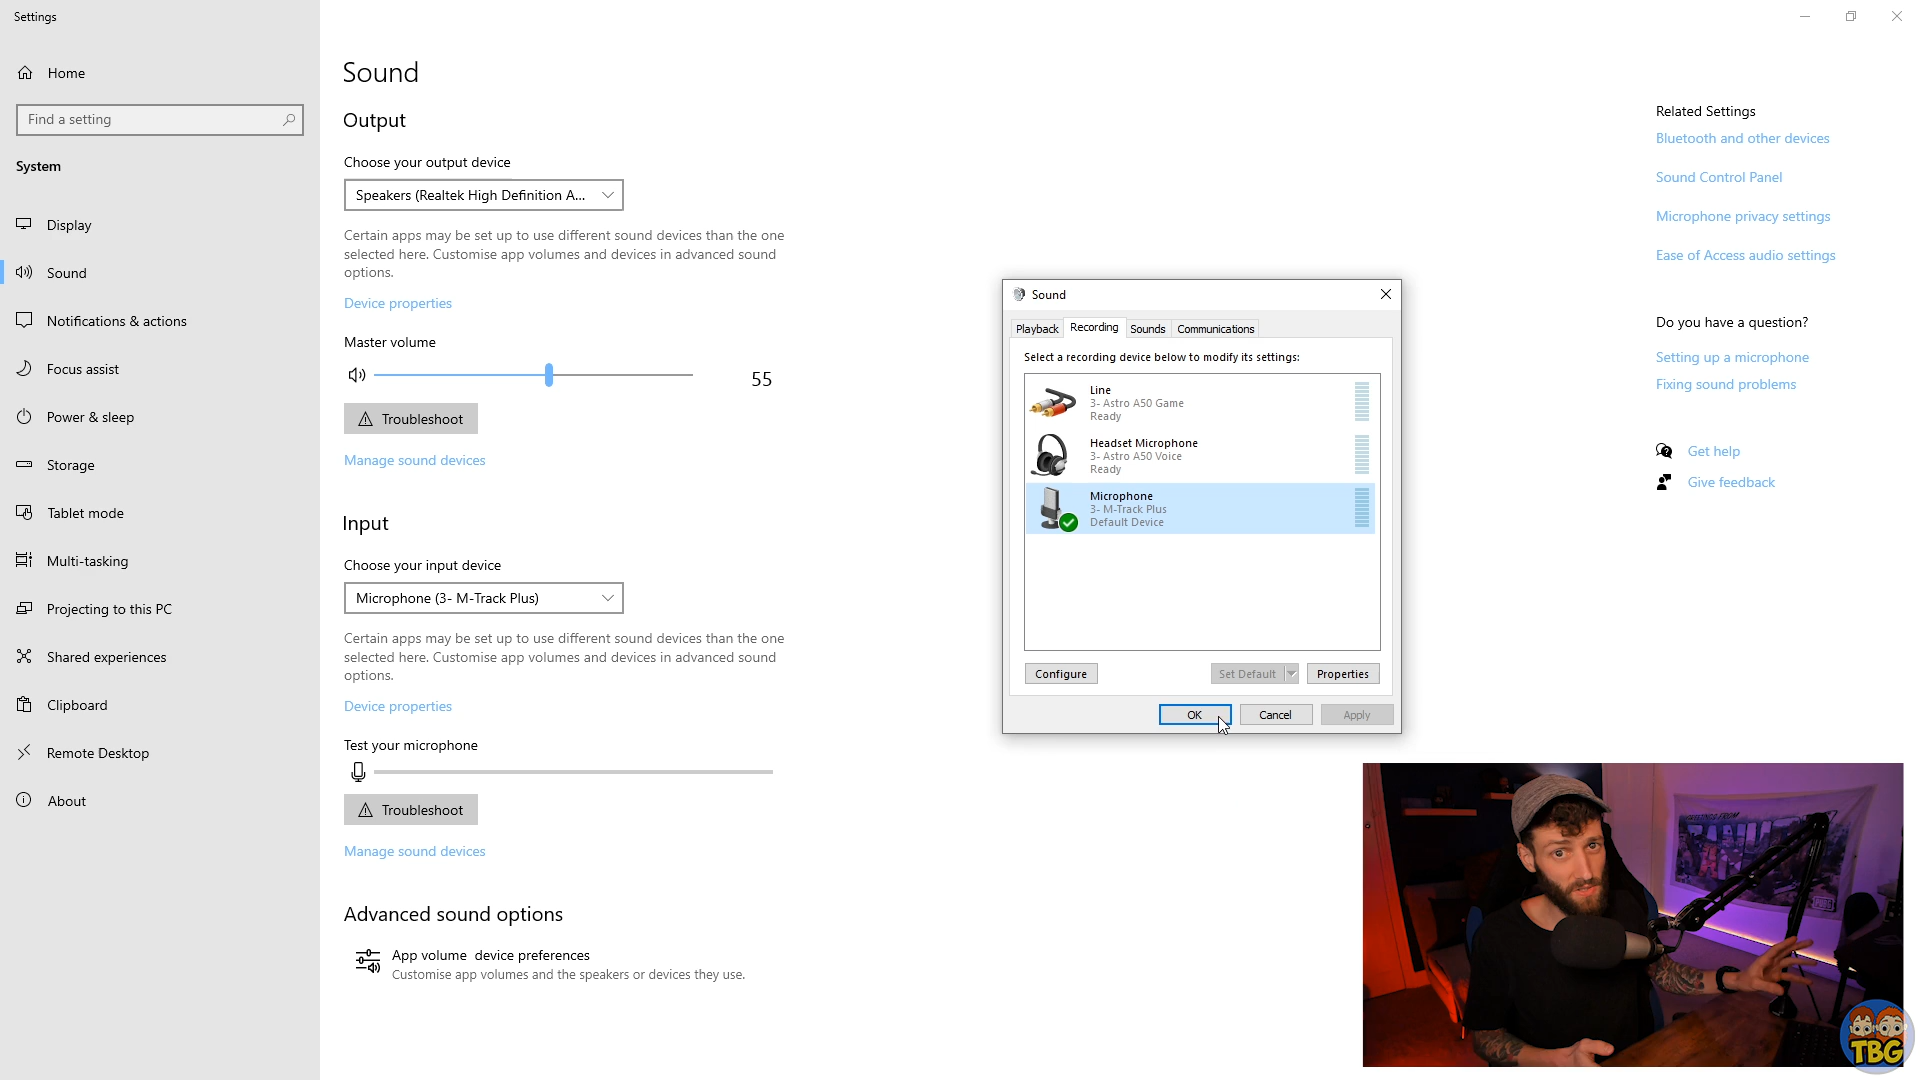 Settings
Home
Find a setting
System
Display
Sound
Notifications & actions
Focus assist
Power & sleep
Storage
Tablet mode
Multi-tasking
Projecting to this PC
Shared experiences
Clipboard
Remote Desktop
About
Sound
Output
Choose your output device
Speakers (Realtek High Definition A...
Certain apps may be set up to use different sound devices than the one
selected here. Customise app volumes and devices in advanced sound
options.
Device properties
Master volume
55
Troubleshoot
Manage sound devices
Input
Choose your input device
Microphone (3- M-Track Plus)
Certain apps may be set up to use different sound devices than the one
selected here. Customise app volumes and devices in advanced sound
options.
Device properties
Test your microphone
Troubleshoot
Manage sound devices
Advanced sound options
App volume device preferences
Customise app volumes and the speakers or devices they use.
Sound
Playback Recording Sounds Communications
Select a recording device below to modify its settings:
Line
3- Astro A50 Game
Ready
Headset Microphone
3- Astro A50 Voice
Ready
Microphone
3- M-Track Plus
Default Device
Configure Set Default Properties
OK Cancel Apply
Related Settings
Bluetooth and other devices
Sound Control Panel
Microphone privacy settings
Ease of Access audio settings
Do you have a question?
Setting up a microphone
Fixing sound problems
Get help
Give feedback
GREETINGS FROM
PUBG
TBG